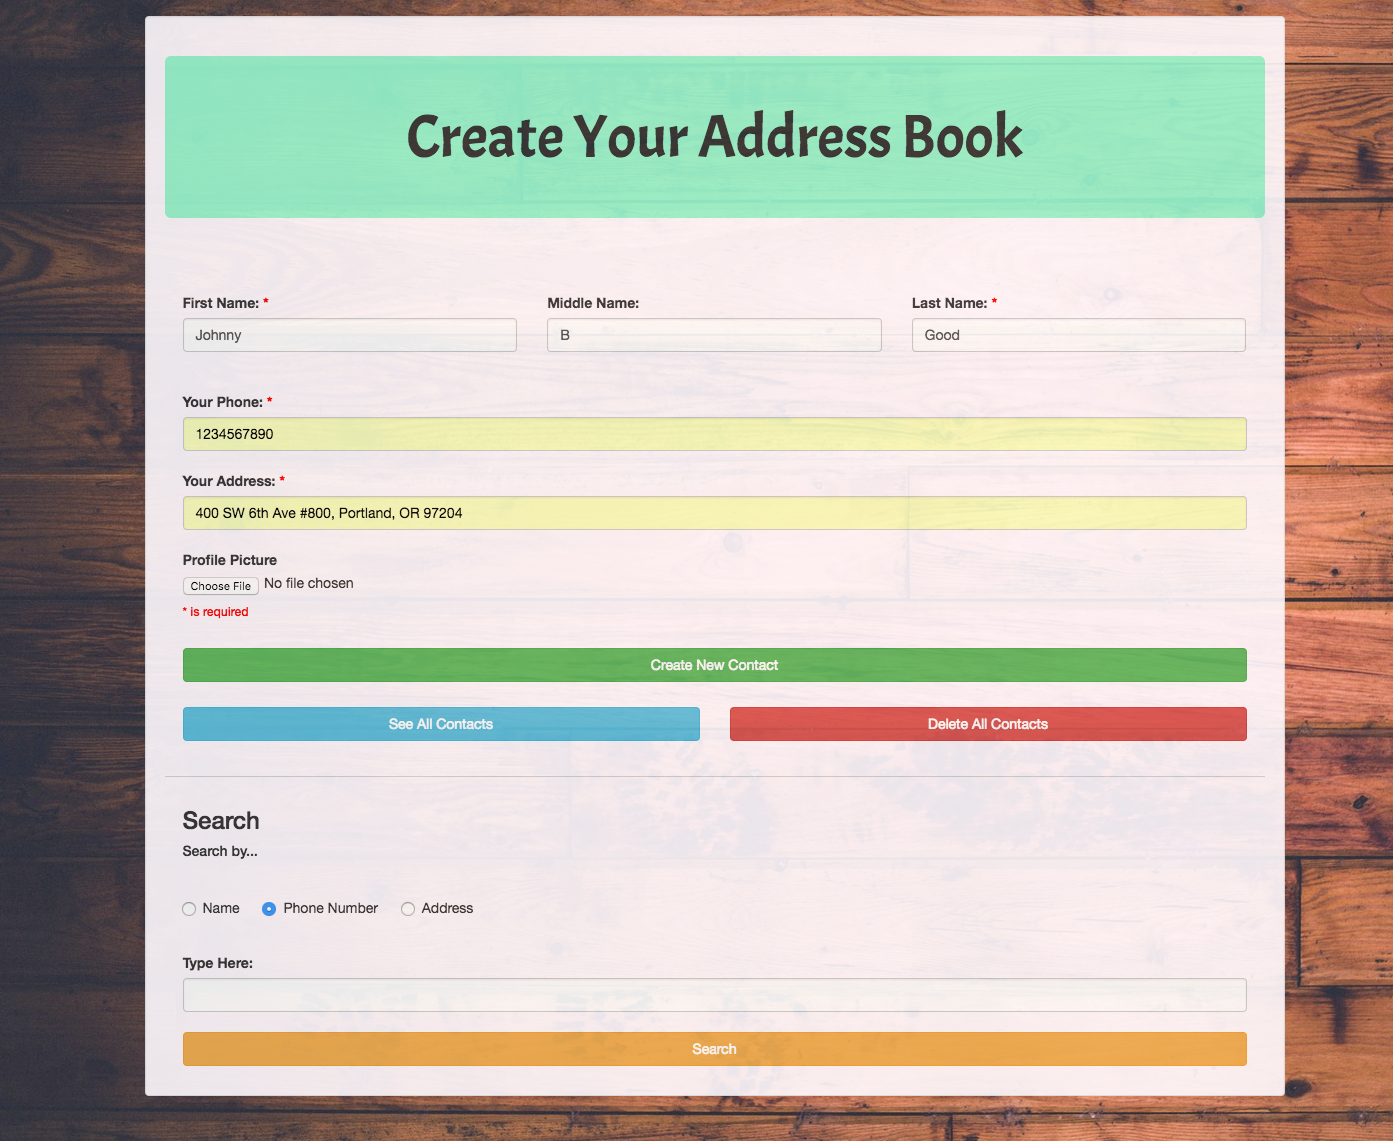 Create Your Address Book
First Name: * Middle Name: Last Name: *
Johnny B Good
Your Phone: *
1234567890
Your Address: *
400 SW 6th Ave #800, Portland, OR 97204
Profile Picture
Choose File No file chosen
* is required
Create New Contact
See All Contacts Delete All Contacts
Search
Search by...
Name Phone Number Address
Type Here:
Search